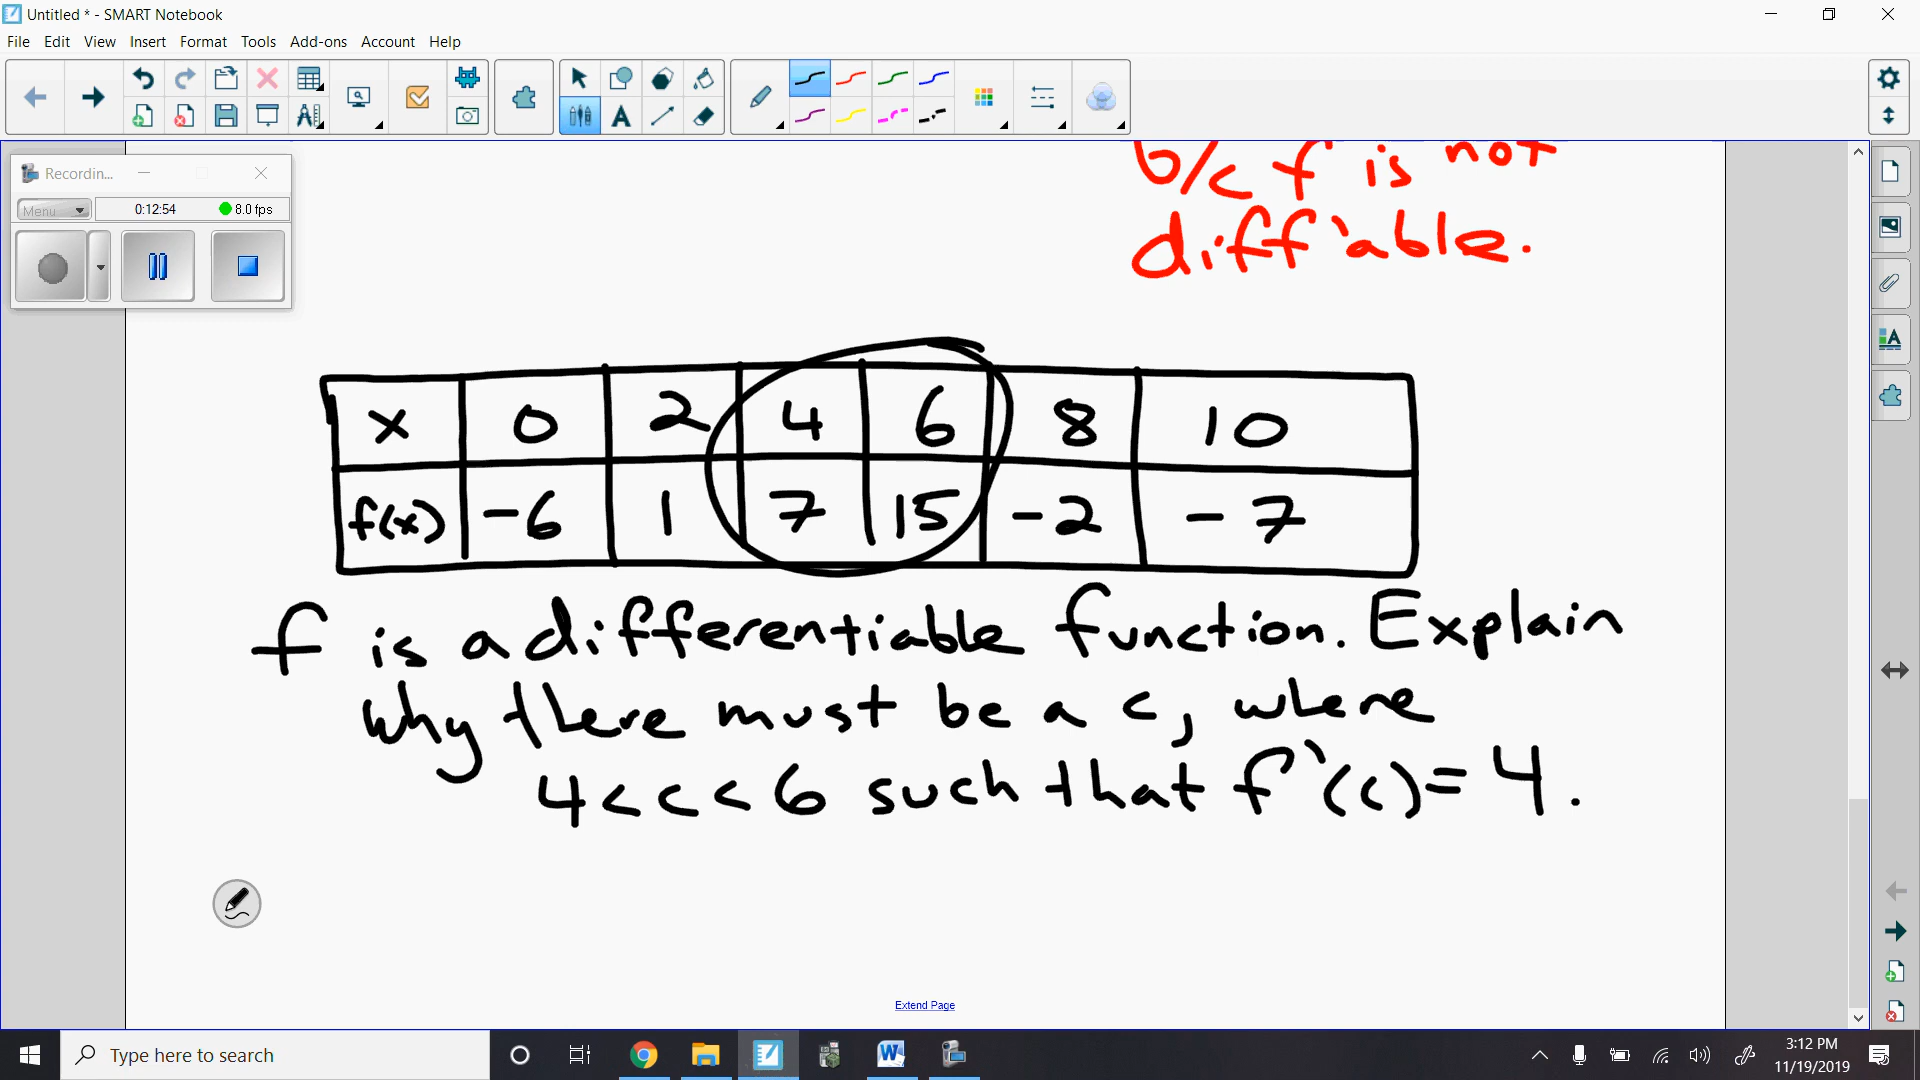 Untitled * - SMART Notebook
File Edit View Insert Format Tools Add-ons Account Help
Recordin...
Menu 0:12:54 8.0 fps
b/c f is not
diff'able.
x 0 2 4 6 8 10
f(x) -6 1 7 15 -2 -7
f is a differentiable function. Explain
why there must be a c, where
4<c<6 such that f'(c)=4.
Extend Page
Type here to search
3:12 PM
11/19/2019